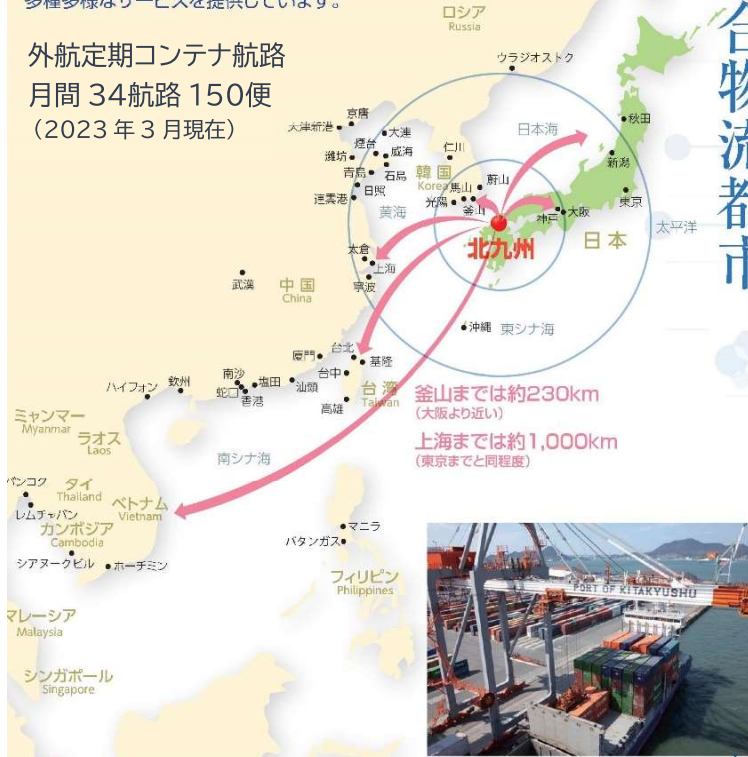 多種多様なサービスを提供しています。
外航定期コンテナ航路
月間 34航路 150便
（2023 年 3 月現在）
合物流都市
ロシア
Russia
ウラジオストク
日本海
秋田
新潟
東京
神戸
大阪
日本
太平洋
京唐
天津新港
大連
煙台
威海
濰坊
青島
石島
日照
連雲港
仁川
韓国
Korea
馬山
蔚山
光陽
釜山
黄海
北九州
太倉
上海
寧波
武漢
中国
China
沖縄
東シナ海
厦門
台北
基隆
台中
台湾
Taiwan
高雄
南沙
塩田
蛇口
香港
汕頭
ハイフォン
欽州
釜山までは約230km
（大阪より近い）
上海までは約1,000km
（東京までと同程度）
ミャンマー
Myanmar
ラオス
Laos
南シナ海
バンコク
タイ
Thailand
レムチャバン
ベトナム
Vietnam
カンボジア
Cambodia
シアヌークビル
ホーチミン
マニラ
バタンガス
フィリピン
Philippines
マレーシア
Malaysia
シンガポール
Singapore
PORT OF KITAKYUSHU